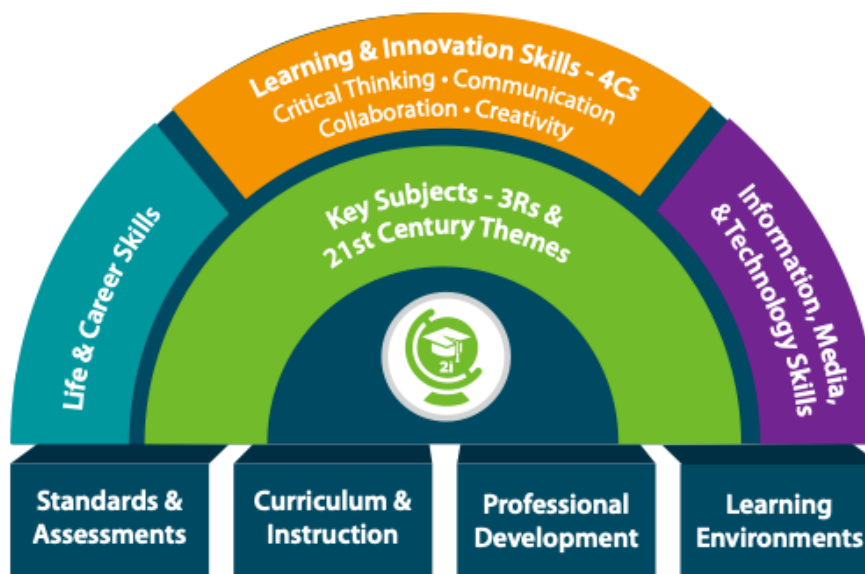 Learning & Innovation Skills - 4Cs
Critical Thinking • Communication
Collaboration • Creativity
Life & Career Skills
Key Subjects - 3Rs &
21st Century Themes
Information, Media,
& Technology Skills
2i
Standards &
Assessments
Curriculum &
Instruction
Professional
Development
Learning
Environments